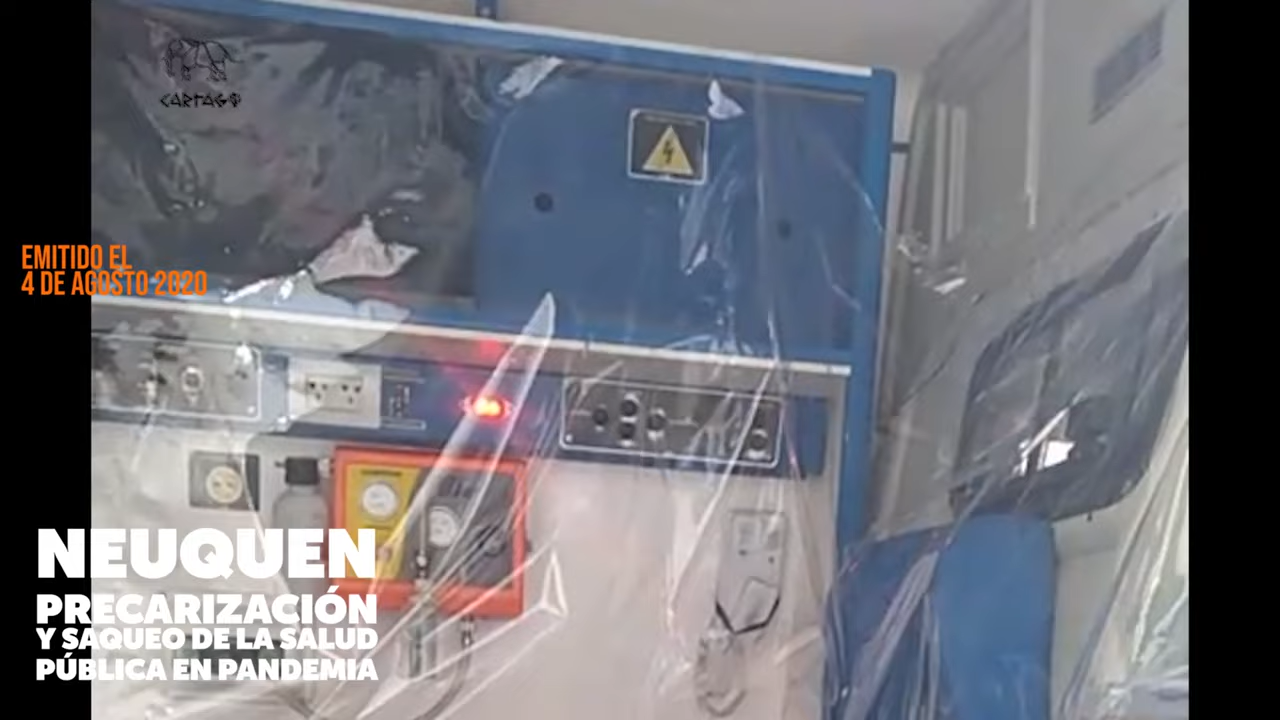 CARTAGO
EMITIDO EL
4 DE AGOSTO 2020
NEUQUEN
PRECARIZACIÓN
Y SAQUEO DE LA SALUD
PÚBLICA EN PANDEMIA